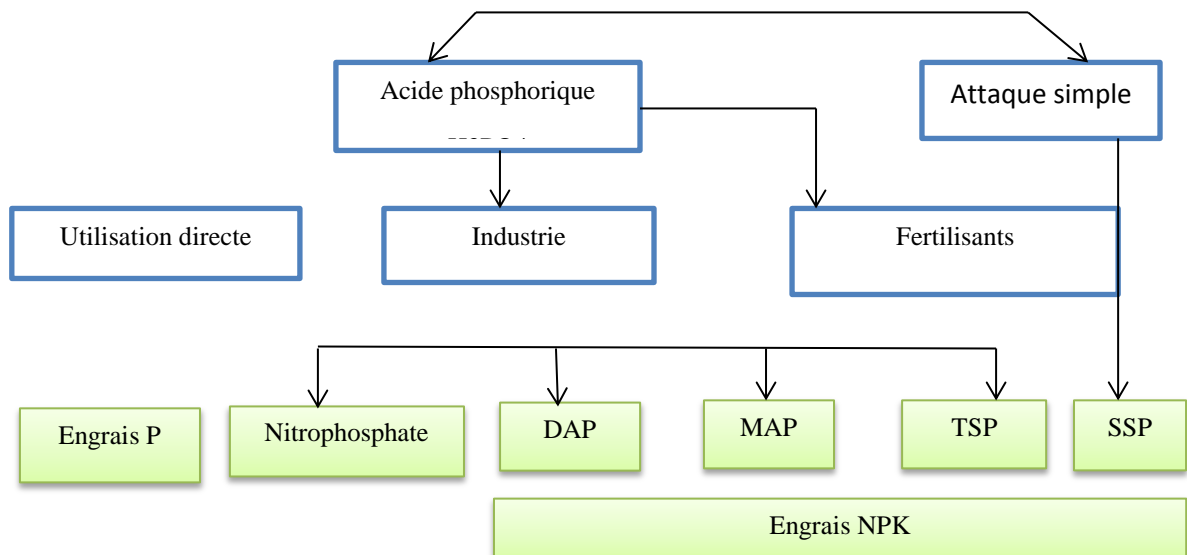 Acide phosphorique
Attaque simple
Utilisation directe
Industrie
Fertilisants
Engrais P
Nitrophosphate
DAP
MAP
TSP
SSP
Engrais NPK